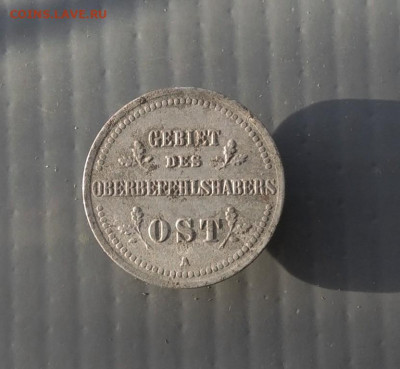 COINS.LAVE.RU
GEBIET
DES
OBERBEFEHLSHABERS
OST
A